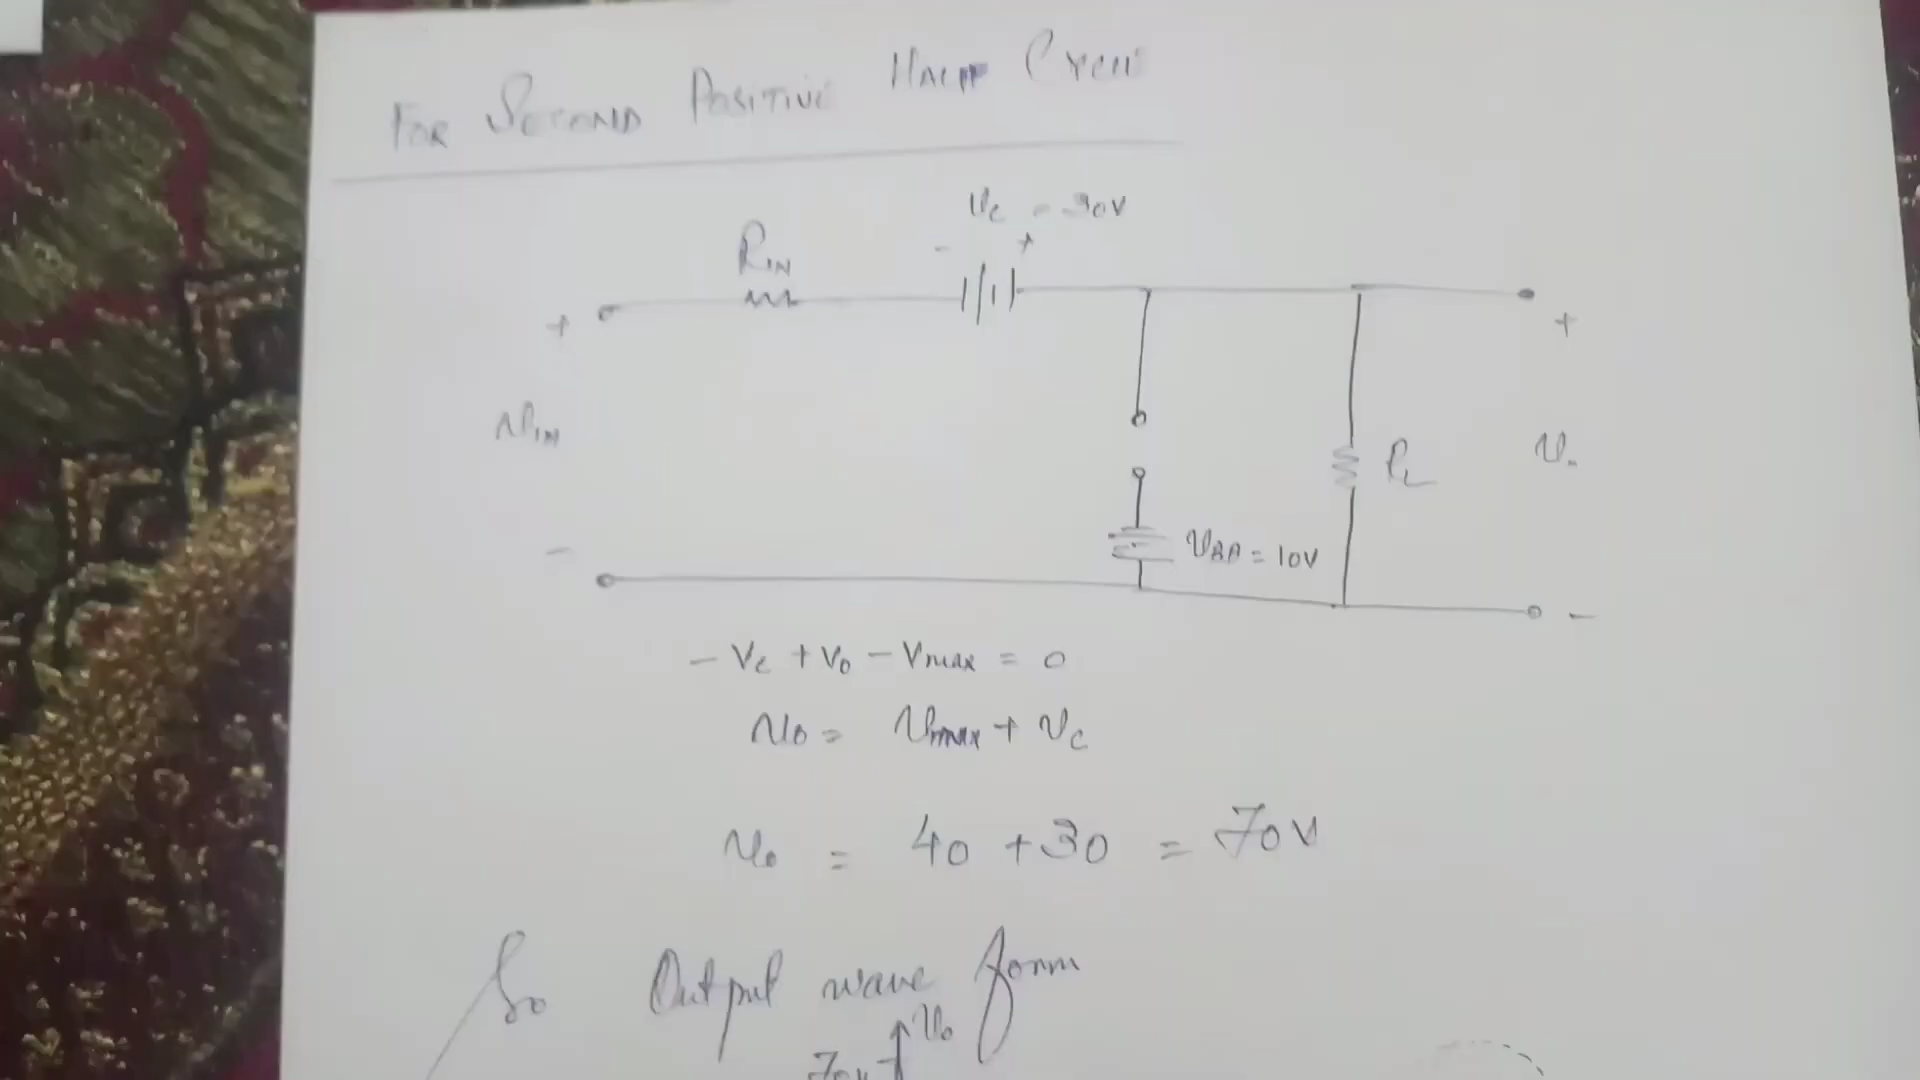 FOR SECOND POSITIVE HALF CYCLE
Vc = 30V
RIN
- +
+
+
VIN
RL
Vo
VBB = 10V
-
-
- Vc + Vo - Vmax = 0
Vo = Vmax + Vc
Vo = 40 + 30 = 70V
So Output wave form
Vo
70V